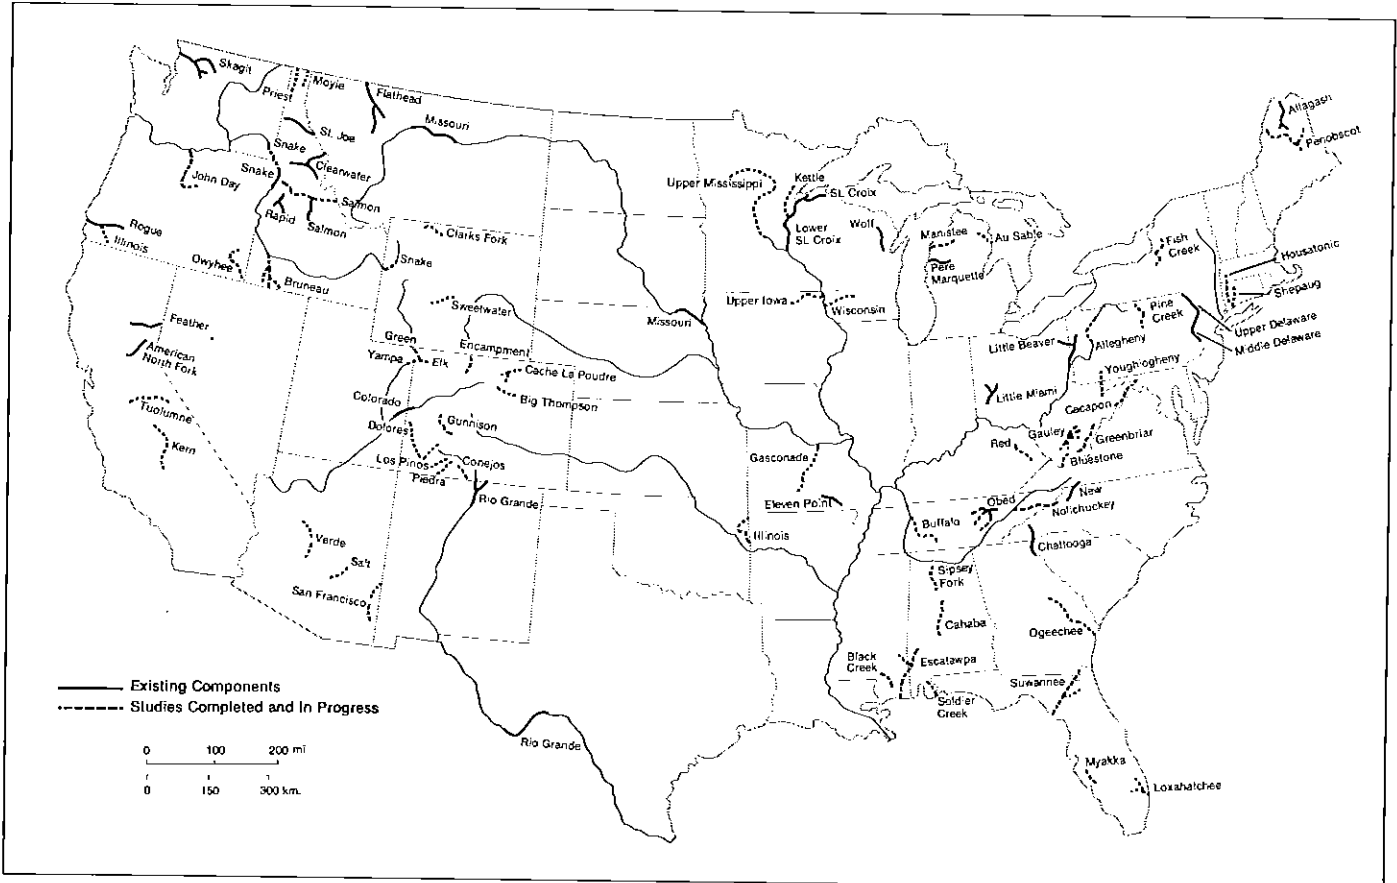 Skagit
Priest
Moyie
Flathead
Missouri
St. Joe
Snake
Clearwater
Snake
John Day
Salmon
Rapid
Salmon
Rogue
Illinois
Owyhee
Bruneau
Clarks Fork
Snake
Sweetwater
Missouri
Feather
American
North Fork
Green
Yampa
Elk
Encampment
Cache La Poudre
Big Thompson
Tuolumne
Kern
Colorado
Dolores
Gunnison
Los Pinos
Conejos
Piedra
Rio Grande
Verde
Salt
San Francisco
Rio Grande
Upper Mississippi
Kettle
St. Croix
Lower
St. Croix
Wolf
Manistee
Au Sable
Pere
Marquette
Upper Iowa
Wisconsin
Allagash
Penobscot
Fish
Creek
Housatonic
Shepaug
Pine
Creek
Upper Delaware
Middle Delaware
Little Beaver
Allegheny
Youghiogheny
Little Miami
Cacapon
Red
Gauley
Greenbriar
Bluestone
Gasconade
Eleven Point
Illinois
Buffalo
Obed
New
Nolichuckey
Chattooga
Sipsey
Fork
Cahaba
Ogeechee
Black
Creek
Escatawpa
Soldier
Creek
Suwannee
Myakka
Loxahatchee
Existing Components
Studies Completed and In Progress
0 100 200 mi
0 150 300 km.